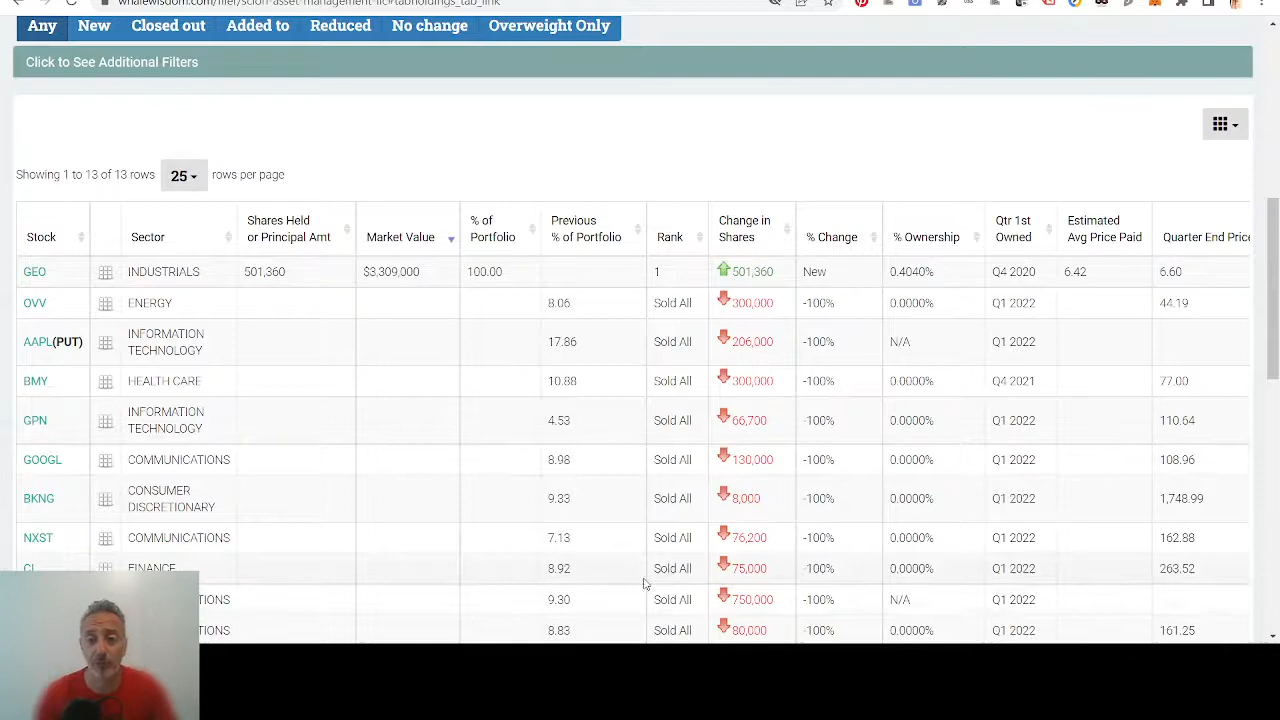 whalewisdom.com/filer/scion-asset-management-llc#tabholdings_tab_link
Any New Closed out Added to Reduced No change Overweight Only
Click to See Additional Filters
Showing 1 to 13 of 13 rows 25 rows per page
Stock Sector Shares Held or Principal Amt Market Value % of Portfolio Previous % of Portfolio Rank Change in Shares % Change % Ownership Qtr 1st Owned Estimated Avg Price Paid Quarter End Price
GEO INDUSTRIALS 501,360 $3,309,000 100.00 1 501,360 New 0.4040% Q4 2020 6.42 6.60
OVV ENERGY 8.06 Sold All 300,000 -100% 0.0000% Q1 2022 44.19
AAPL(PUT) INFORMATION TECHNOLOGY 17.86 Sold All 206,000 -100% N/A Q1 2022
BMY HEALTH CARE 10.88 Sold All 300,000 -100% 0.0000% Q4 2021 77.00
GPN INFORMATION TECHNOLOGY 4.53 Sold All 66,700 -100% 0.0000% Q1 2022 110.64
GOOGL COMMUNICATIONS 8.98 Sold All 130,000 -100% 0.0000% Q1 2022 108.96
BKNG CONSUMER DISCRETIONARY 9.33 Sold All 8,000 -100% 0.0000% Q1 2022 1,748.99
NXST COMMUNICATIONS 7.13 Sold All 76,200 -100% 0.0000% Q1 2022 162.88
CI FINANCE 8.92 Sold All 75,000 -100% 0.0000% Q1 2022 263.52
TIONS 9.30 Sold All 750,000 -100% N/A Q1 2022
TIONS 8.83 Sold All 80,000 -100% 0.0000% Q1 2022 161.25